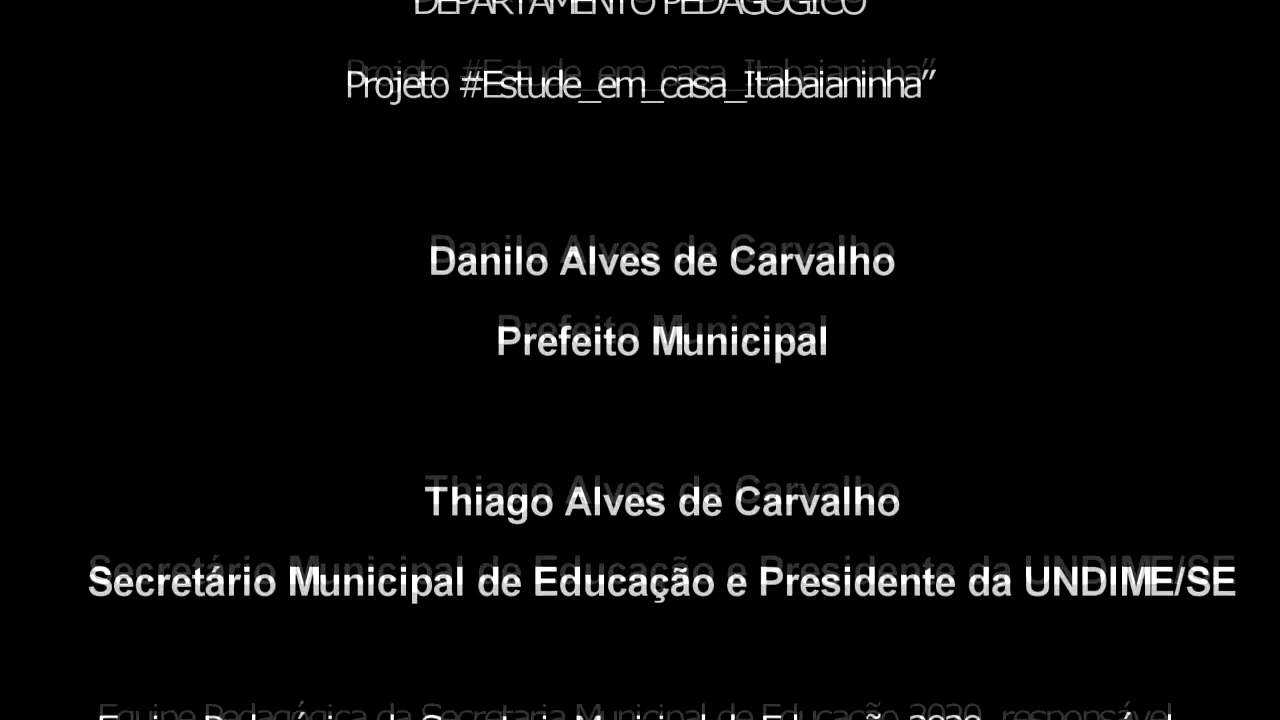 DEPARTAMENTO PEDAGÓGICO
Projeto #Estude_em_casa_Itabaianinha”
Danilo Alves de Carvalho
Prefeito Municipal
Thiago Alves de Carvalho
Secretário Municipal de Educação e Presidente da UNDIME/SE
Equipe Pedagógica da Secretaria Municipal de Educação 2020, responsável